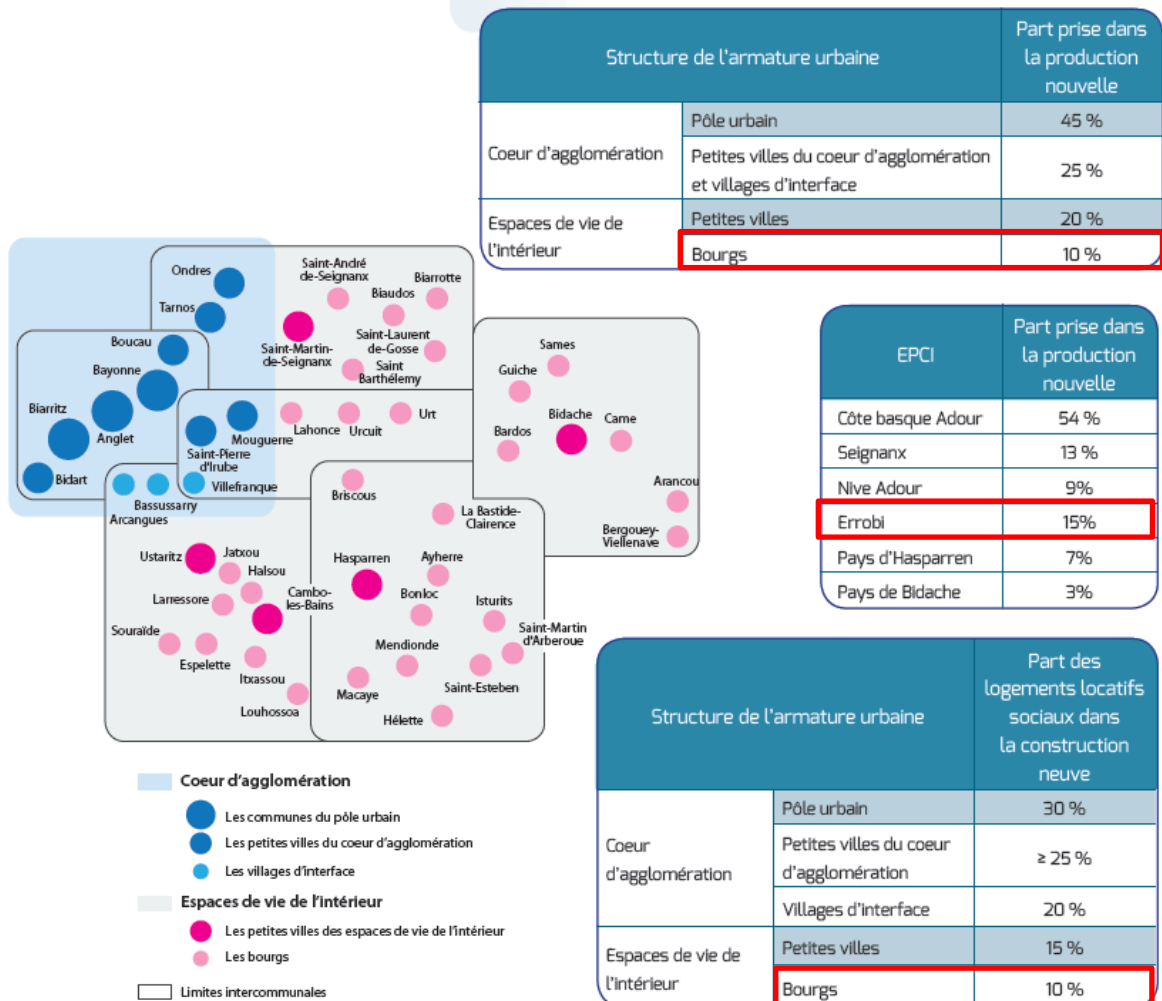 Structure de l'armature urbaine
Part prise dans
la production
nouvelle
Coeur d'agglomération
Pôle urbain
45 %
Petites villes du coeur d'agglomération
et villages d'interface
25 %
Espaces de vie de
l'intérieur
Petites villes
20 %
Bourgs
10 %
Ondres
Tarnos
Boucau
Bayonne
Biarritz
Anglet
Bidart
Saint-André
de-Seignanx
Biarrotte
Biaudos
Saint-Martin-
de-Seignanx
Saint-Laurent
de-Gosse
Saint
Barthélemy
Mouguerre
Saint-Pierre
d'Irube
Lahonce
Urcuit
Urt
Villefranque
Bassussarry
Arcangues
Sames
Guiche
Bidache
Came
Bardos
Arancou
Bergouey-
Viellenave
Briscous
La Bastide-
Clairence
Ustaritz
Jatxou
Halsou
Larressore
Cambo-
les-Bains
Souraïde
Espelette
Itxassou
Louhossoa
Hasparren
Ayherre
Bonloc
Isturits
Saint-Martin
d'Arberoue
Mendionde
Saint-Esteben
Macaye
Hélette
EPCI
Part prise dans
la production
nouvelle
Côte basque Adour
54 %
Seignanx
13 %
Nive Adour
9%
Errobi
15%
Pays d'Hasparren
7%
Pays de Bidache
3%
Coeur d'agglomération
Les communes du pôle urbain
Les petites villes du coeur d'agglomération
Les villages d'interface
Espaces de vie de l'intérieur
Les petites villes des espaces de vie de l'intérieur
Les bourgs
Limites intercommunales
Structure de l'armature urbaine
Part des
logements locatifs
sociaux dans
la construction
neuve
Coeur
d'agglomération
Pôle urbain
30 %
Petites villes du coeur
d'agglomération
≥ 25 %
Villages d'interface
20 %
Espaces de vie de
l'intérieur
Petites villes
15 %
Bourgs
10 %